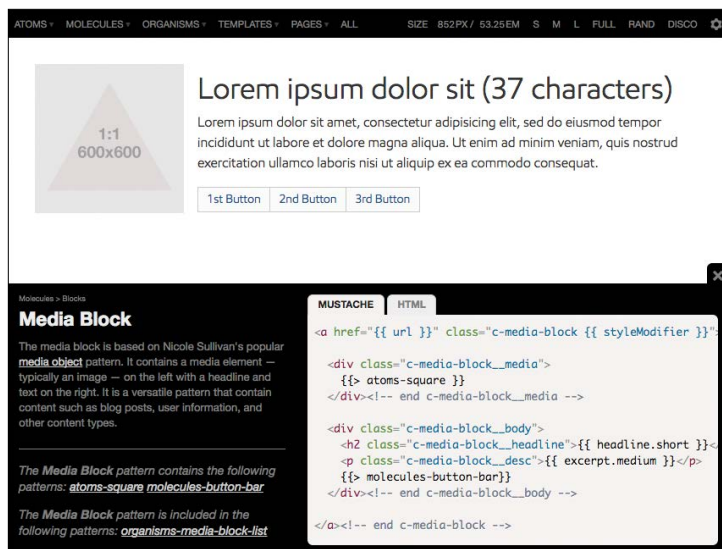 ATOMS▾ MOLECULES▾ ORGANISMS▾ TEMPLATES▾ PAGES▾ ALL SIZE 852PX / 53.25EM S M L FULL RAND DISCO
1:1
600x600
Lorem ipsum dolor sit (37 characters)
Lorem ipsum dolor sit amet, consectetur adipisicing elit, sed do eiusmod tempor
incididunt ut labore et dolore magna aliqua. Ut enim ad minim veniam, quis nostrud
exercitation ullamco laboris nisi ut aliquip ex ea commodo consequat.
1st Button 2nd Button 3rd Button
Molecules > Blocks
Media Block
The media block is based on Nicole Sullivan's popular
media object pattern. It contains a media element —
typically an image — on the left with a headline and
text on the right. It is a versatile pattern that contain
content such as blog posts, user information, and
other content types.
The Media Block pattern contains the following
patterns: atoms-square molecules-button-bar
The Media Block pattern is included in the
following patterns: organisms-media-block-list
MUSTACHE HTML
<a href="{{ url }}" class="c-media-block {{ styleModifier }}">
<div class="c-media-block__media">
{{> atoms-square }}
</div><!-- end c-media-block__media -->
<div class="c-media-block__body">
<h2 class="c-media-block__headline">{{ headline.short }}</
<p class="c-media-block__desc">{{ excerpt.medium }}</p>
{{> molecules-button-bar}}
</div><!-- end c-media-block__body -->
</a><!-- end c-media-block -->